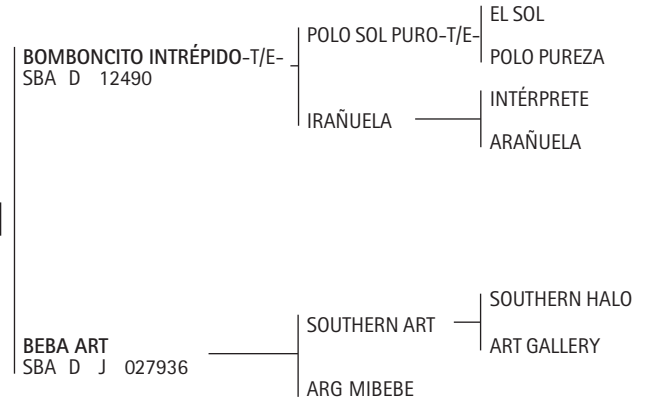 EL SOL
POLO SOL PURO-T/E-
BOMBONCITO INTRÉPIDO-T/E-
POLO PUREZA
SBA D 12490
INTÉRPRETE
IRAÑUELA
ARAÑUELA
SOUTHERN HALO
SOUTHERN ART
BEBA ART
ART GALLERY
SBA D J 027936
ARG MIBEBE